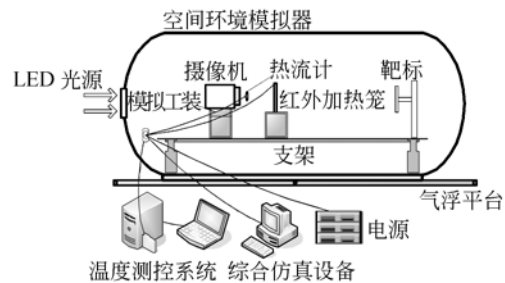 空间环境模拟器
LED 光源
摄像机
热流计
靶标
模拟工装
红外加热笼
支架
气浮平台
电源
温度测控系统
综合仿真设备